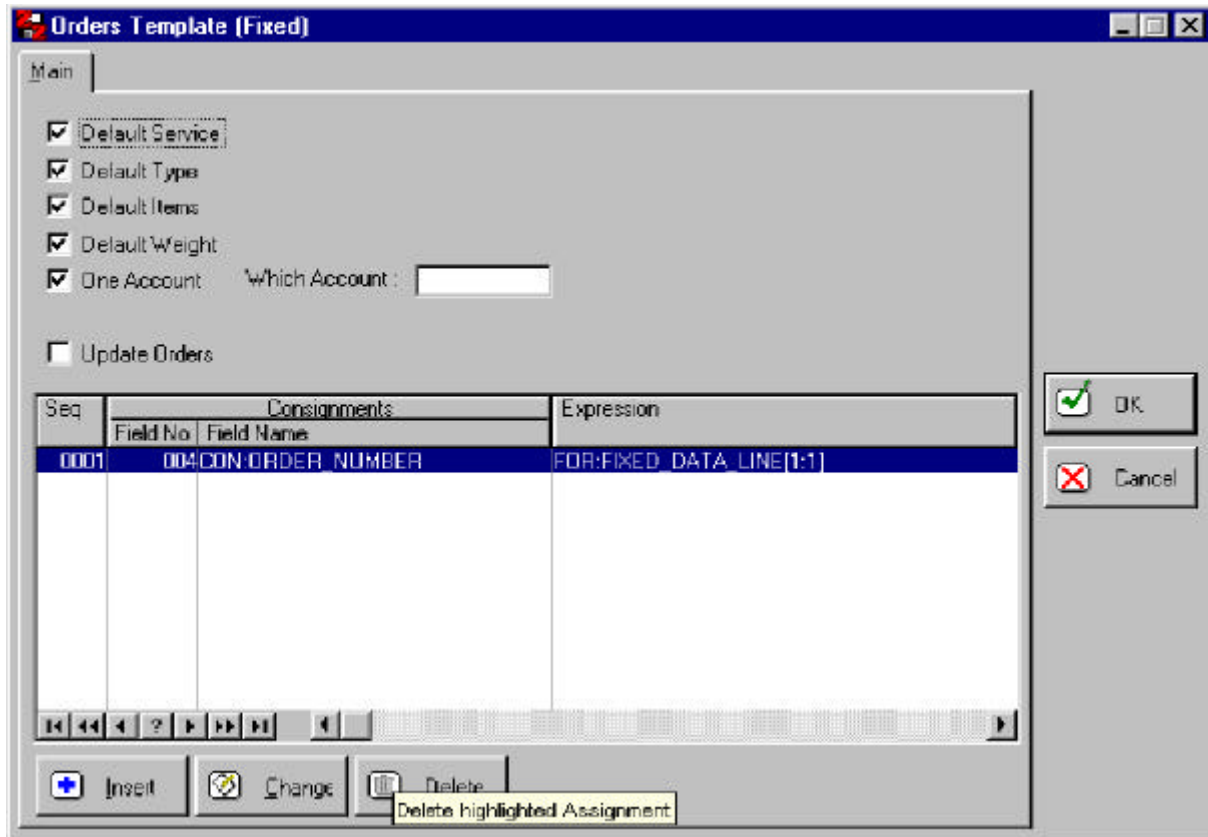 Orders Template (Fixed)
Main
Default Service
Default Type
Default Items
Default Weight
One Account Which Account :
Update Orders
Seq Consignments Expression
Field No Field Name
0001 004 CON:ORDER_NUMBER FOR:FIXED_DATA_LINE[1:1]
OK
Cancel
Insert Change Delete
Delete highlighted Assignment